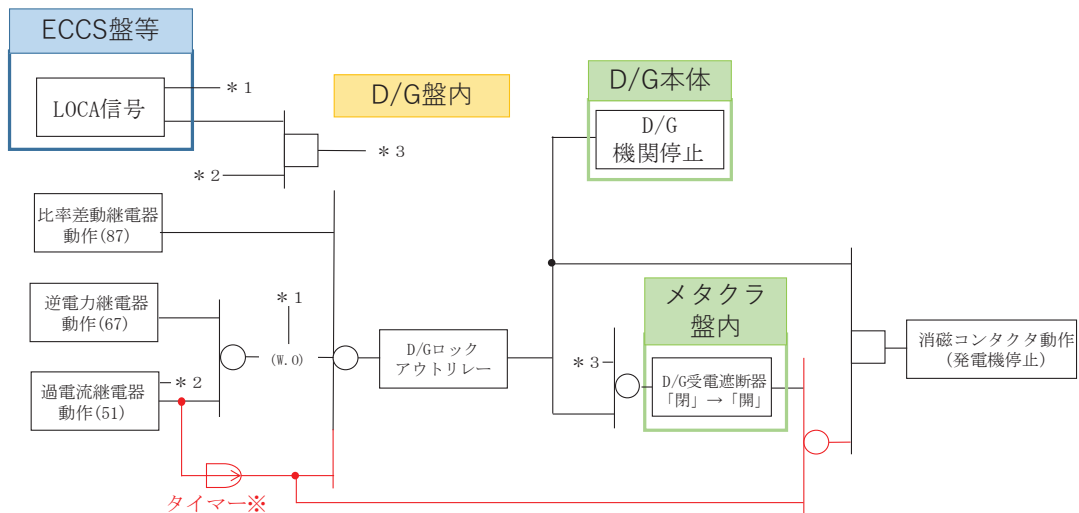 ECCS盤等
LOCA信号
*1
*2
*3
D/G盤内
D/G本体
D/G
機関停止
比率差動継電器
動作(87)
逆電力継電器
動作(67)
過電流継電器
動作(51)
*2
*1
(W.O)
D/Gロック
アウトリレー
メタクラ
盤内
*3
D/G受電遮断器
「閉」→「開」
消磁コンタクタ動作
(発電機停止)
タイマー※